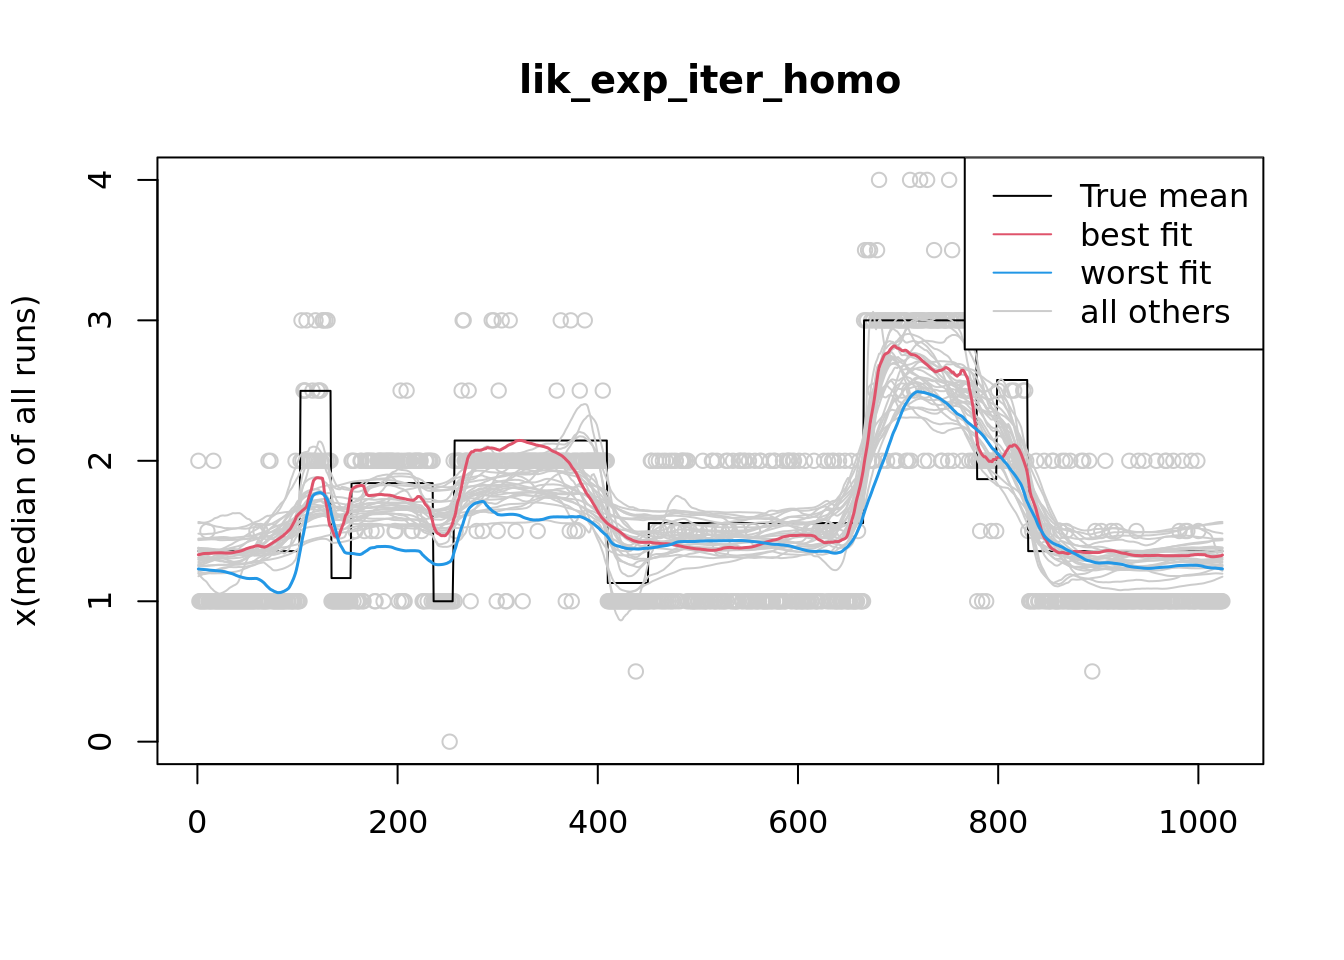 lik_exp_iter_homo
True mean
best fit
worst fit
all others
x(median of all runs)
4
3
2
1
0
0 200 400 600 800 1000